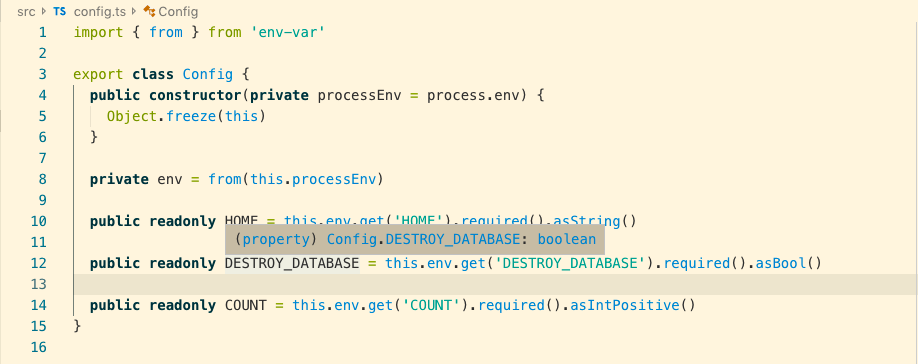 src › TS config.ts › Config
1 import { from } from 'env-var'
2
3 export class Config {
4 public constructor(private processEnv = process.env) {
5 Object.freeze(this)
6 }
7
8 private env = from(this.processEnv)
9
10 public readonly HOME = this.env.get('HOME').required().asString()
11 (property) Config.DESTROY_DATABASE: boolean
12 public readonly DESTROY_DATABASE = this.env.get('DESTROY_DATABASE').required().asBool()
13
14 public readonly COUNT = this.env.get('COUNT').required().asIntPositive()
15 }
16